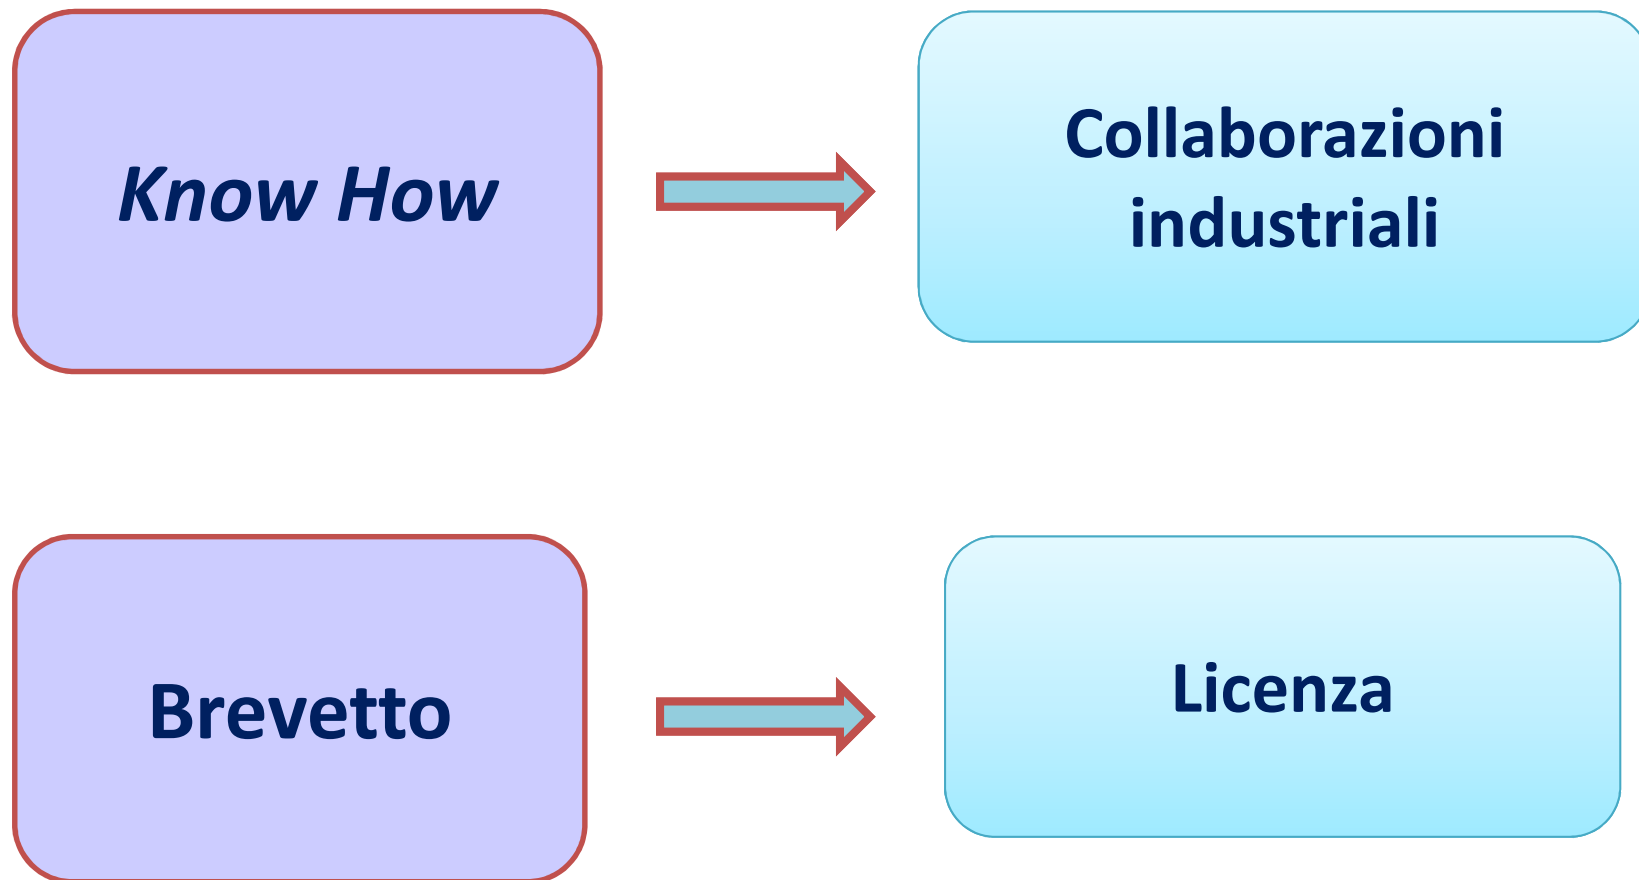 Know How
Collaborazioni
industriali
Brevetto
Licenza